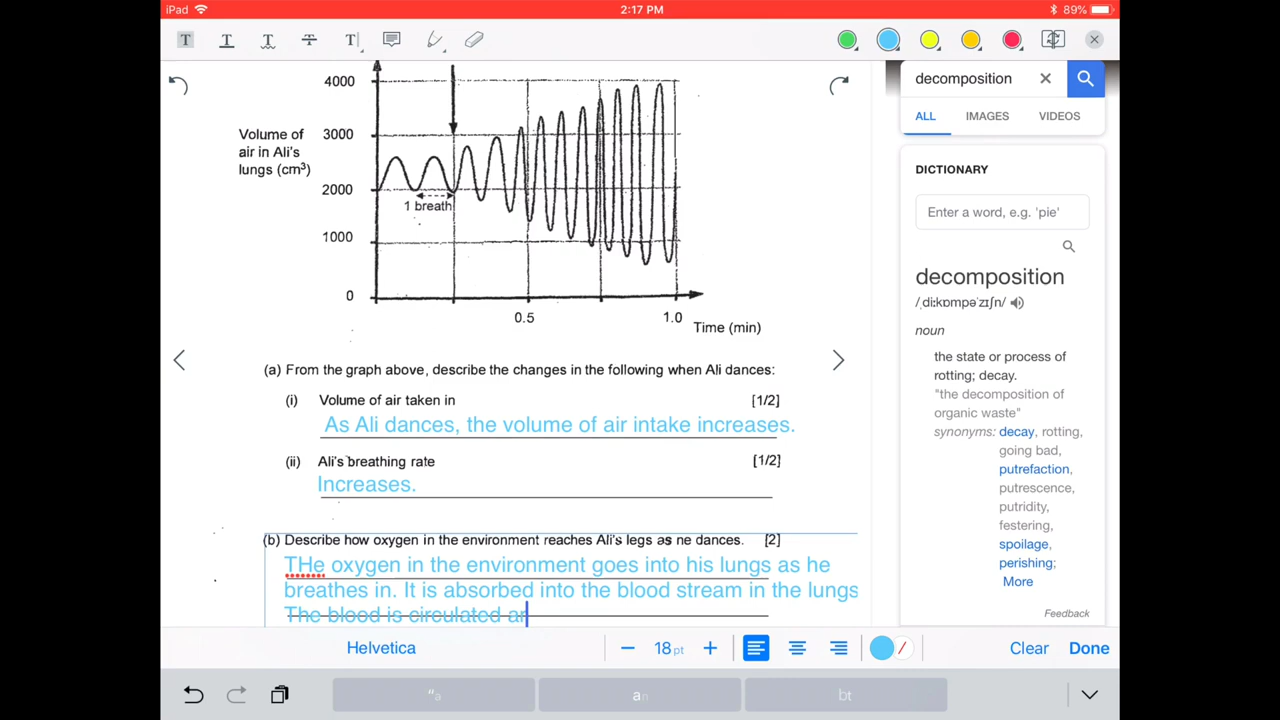 iPad
2:17 PM
89%
T T T T T
decomposition
ALL IMAGES VIDEOS
DICTIONARY
Enter a word, e.g. 'pie'
decomposition
/ˌdiːkɒmpəˈzɪʃn/
noun
the state or process of
rotting; decay.
"the decomposition of
organic waste"
synonyms: decay, rotting,
going bad,
putrefaction,
putrescence,
putridity,
festering,
spoilage,
perishing;
More
Feedback
4000
Volume of
air in Ali's
lungs (cm³)
3000
2000
1 breath
1000
0
0.5
1.0
Time (min)
(a) From the graph above, describe the changes in the following when Ali dances:
(i) Volume of air taken in [1/2]
As Ali dances, the volume of air intake increases.
(ii) Ali's breathing rate [1/2]
Increases.
(b) Describe how oxygen in the environment reaches Ali's legs as he dances. [2]
THe oxygen in the environment goes into his lungs as he
breathes in. It is absorbed into the blood stream in the lungs
The blood is circulated ar
Helvetica
18 pt
Clear
Done
"a
an
bt